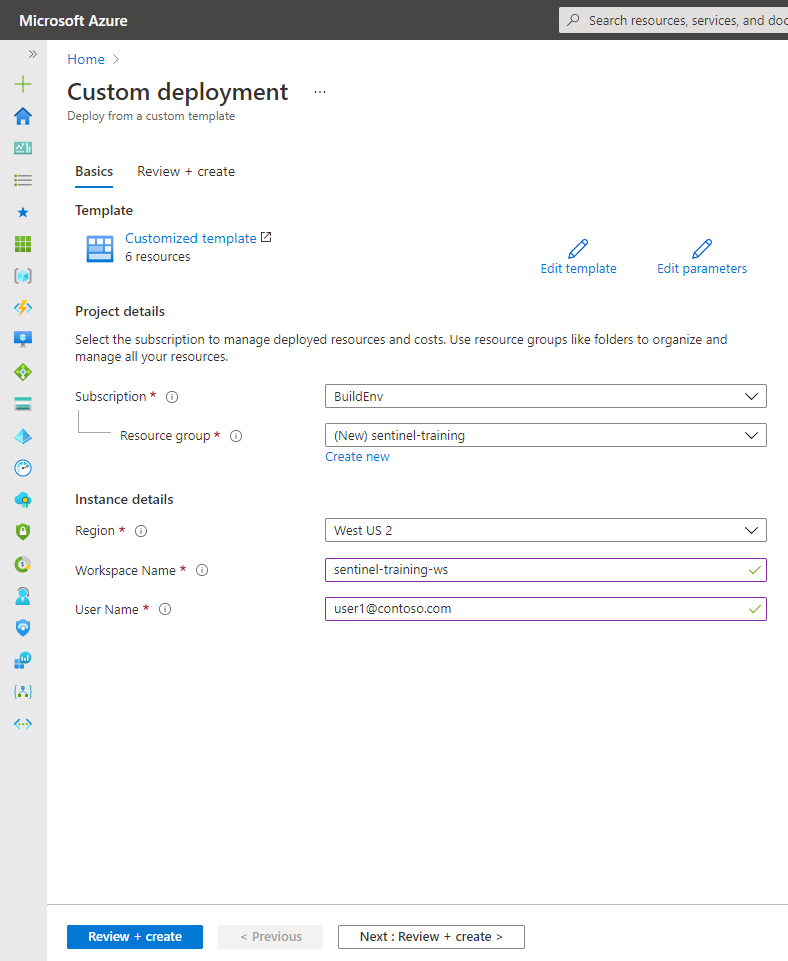 Microsoft Azure
Search resources, services, and doc
Home
Custom deployment ...
Deploy from a custom template
Basics
Review + create
Template
Customized template
6 resources
Edit template
Edit parameters
Project details
Select the subscription to manage deployed resources and costs. Use resource groups like folders to organize and
manage all your resources.
Subscription *
BuildEnv
Resource group *
(New) sentinel-training
Create new
Instance details
Region *
West US 2
Workspace Name *
sentinel-training-ws
User Name *
user1@contoso.com
Review + create
< Previous
Next : Review + create >